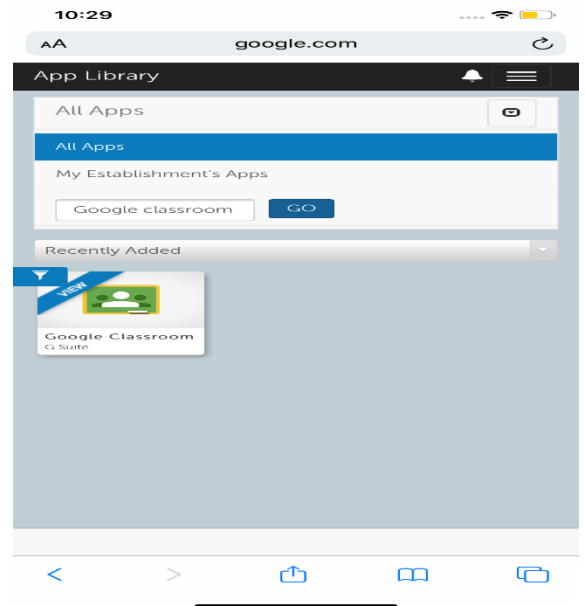 10:29
AA google.com
App Library
All Apps
All Apps
My Establishment's Apps
Google classroom GO
Recently Added
VIEW
Google Classroom
G Suite